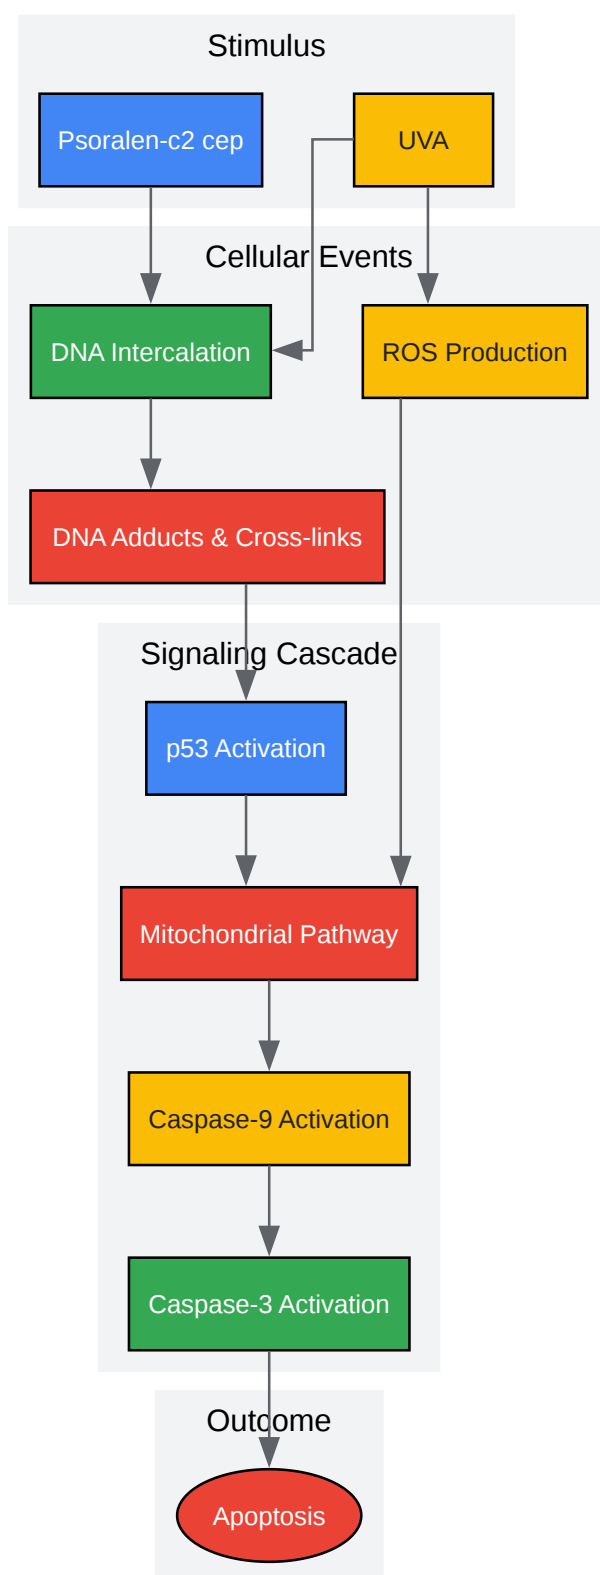 Stimulus
Psoralen-c2 cep
UVA
Cellular Events
DNA Intercalation
ROS Production
DNA Adducts & Cross-links
Signaling Cascade
p53 Activation
Mitochondrial Pathway
Caspase-9 Activation
Caspase-3 Activation
Outcome
Apoptosis